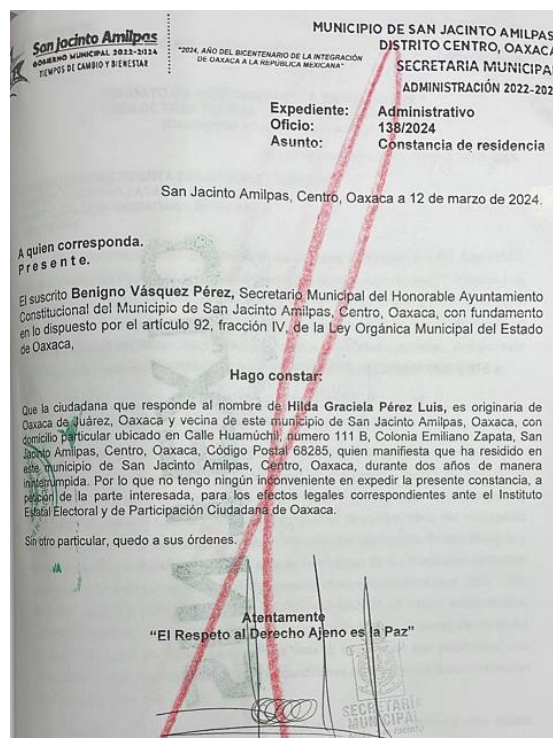 San Jacinto Amilpas
GOBIERNO MUNICIPAL 2022-2024
TIEMPOS DE CAMBIO Y BIENESTAR
"2024, AÑO DEL BICENTENARIO DE LA INTEGRACIÓN
DE OAXACA A LA REPÚBLICA MEXICANA"
MUNICIPIO DE SAN JACINTO AMILPAS
DISTRITO CENTRO, OAXACA
SECRETARIA MUNICIPAL
ADMINISTRACIÓN 2022-202
Expediente: Administrativo
Oficio: 138/2024
Asunto: Constancia de residencia
San Jacinto Amilpas, Centro, Oaxaca a 12 de marzo de 2024.
A quien corresponda.
P r e s e n t e.
El suscrito Benigno Vásquez Pérez, Secretario Municipal del Honorable Ayuntamiento
Constitucional del Municipio de San Jacinto Amilpas, Centro, Oaxaca, con fundamento
en lo dispuesto por el artículo 92, fracción IV, de la Ley Orgánica Municipal del Estado
de Oaxaca,
Hago constar:
Que la ciudadana que responde al nombre de Hilda Graciela Pérez Luis, es originaria de
Oaxaca de Juárez, Oaxaca y vecina de este municipio de San Jacinto Amilpas, Oaxaca, con
domicilio particular ubicado en Calle Huamúchil, número 111 B, Colonia Emiliano Zapata, San
Jacinto Amilpas, Centro, Oaxaca, Código Postal 68285, quien manifiesta que ha residido en
este municipio de San Jacinto Amilpas, Centro, Oaxaca, durante dos años de manera
ininterrumpida. Por lo que no tengo ningún inconveniente en expedir la presente constancia, a
petición de la parte interesada, para los efectos legales correspondientes ante el Instituto
Estatal Electoral y de Participación Ciudadana de Oaxaca.
Sin otro particular, quedo a sus órdenes.
Atentamente
"El Respeto al Derecho Ajeno es la Paz"
SECRETARÍA
MUNICIPAL
Jacinto